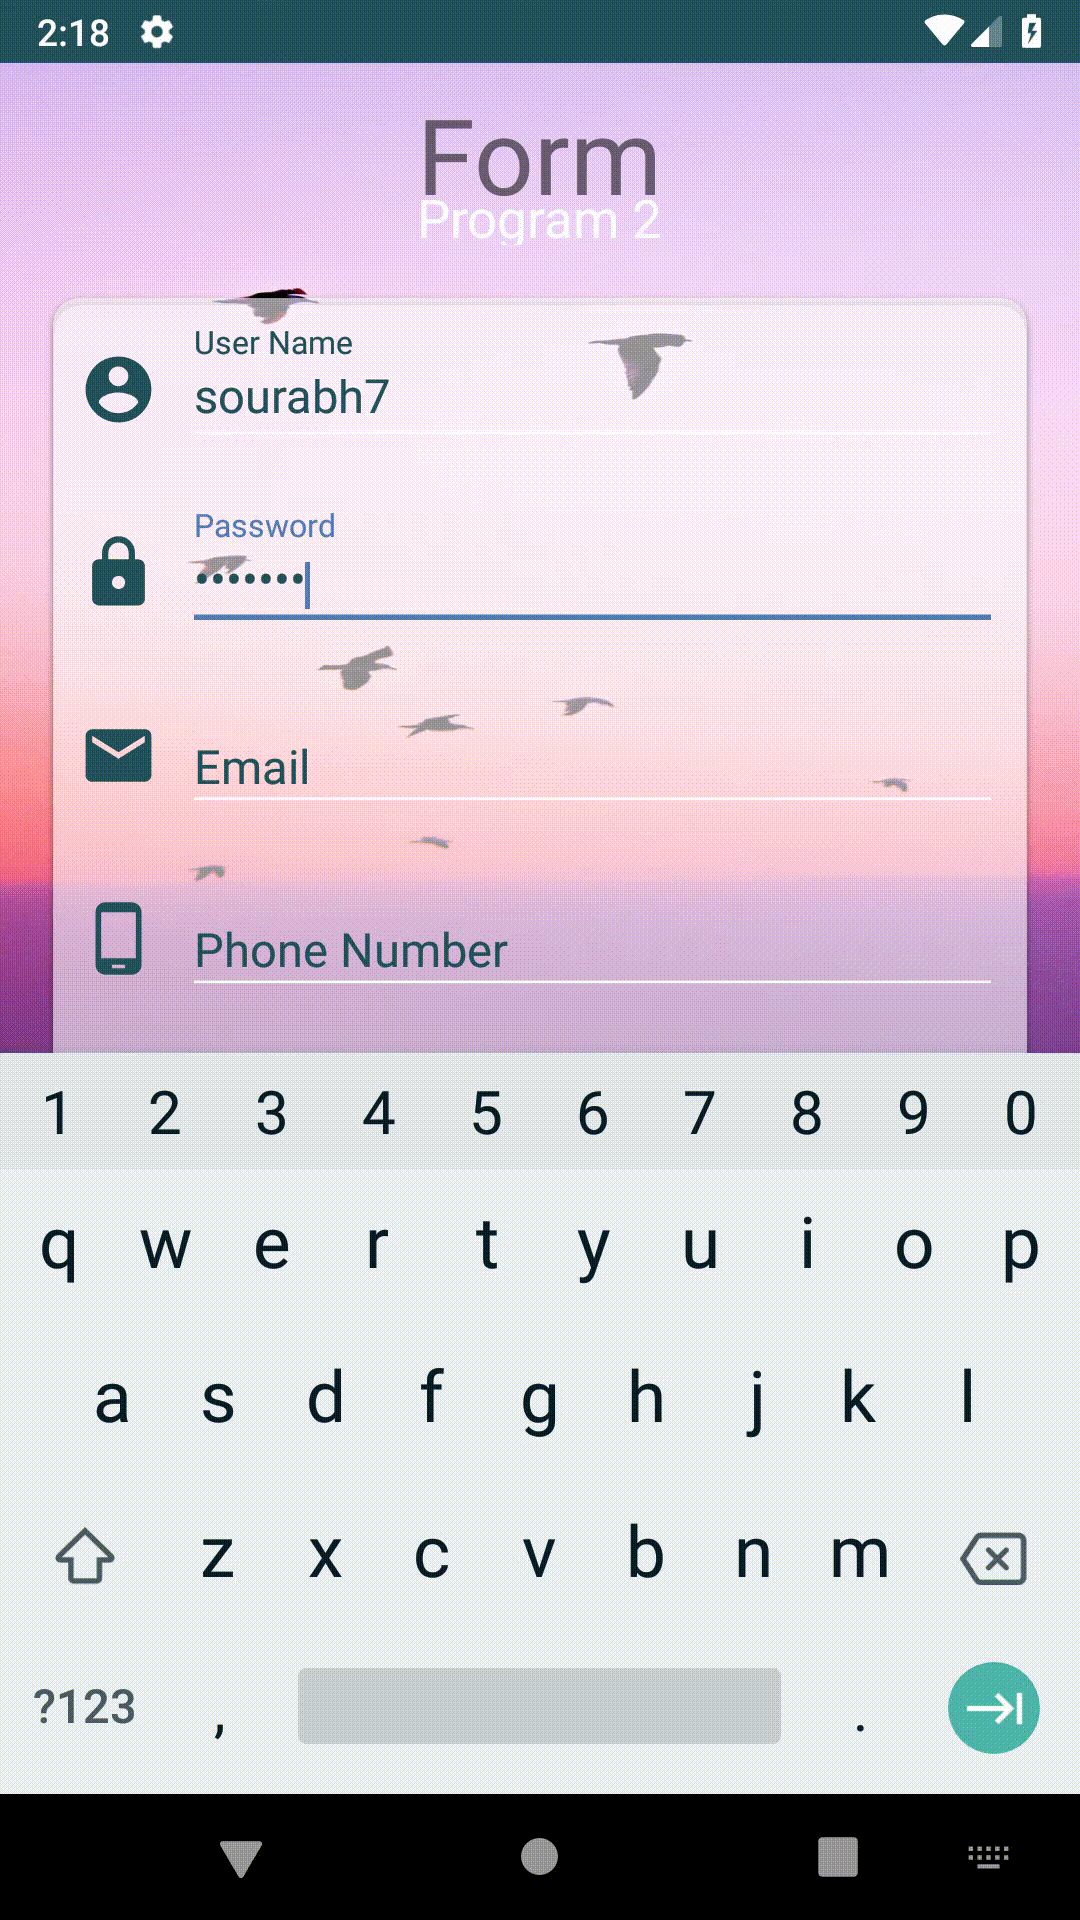 2:18
Form
Program 2
User Name
sourabh7
Password
•••••••
Email
Phone Number
1 2 3 4 5 6 7 8 9 0
q w e r t y u i o p
a s d f g h j k l
z x c v b n m
?123 , .